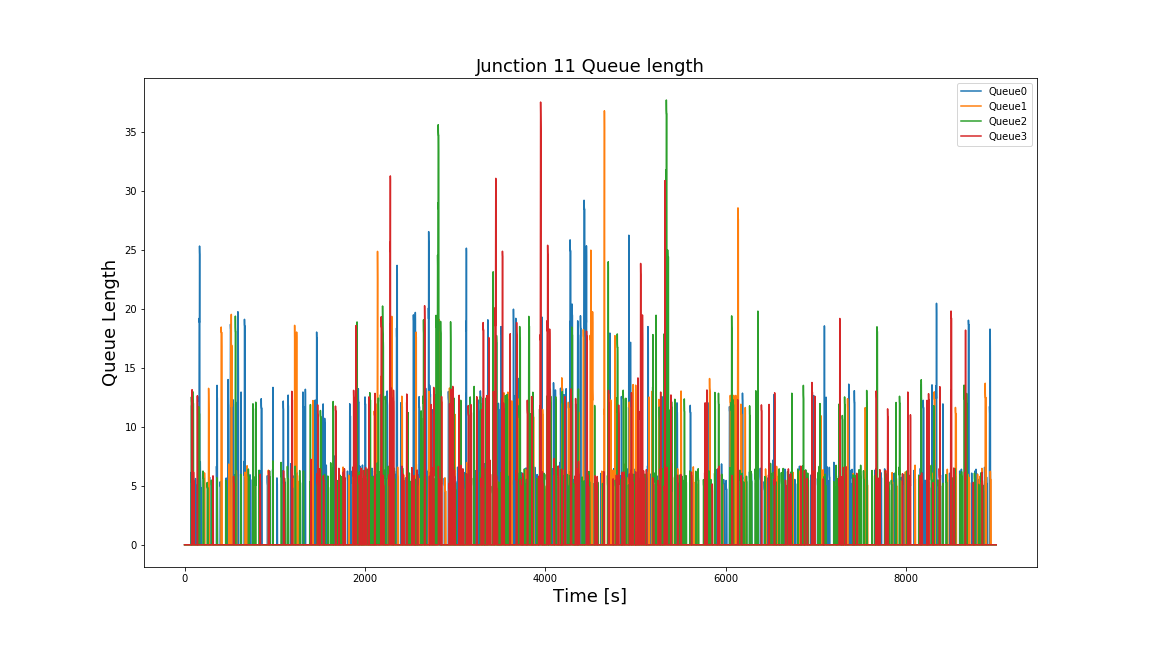 Junction 11 Queue length
Queue0
Queue1
Queue2
Queue3
Queue Length
35
30
25
20
15
10
5
0
0 2000 4000 6000 8000
Time [s]